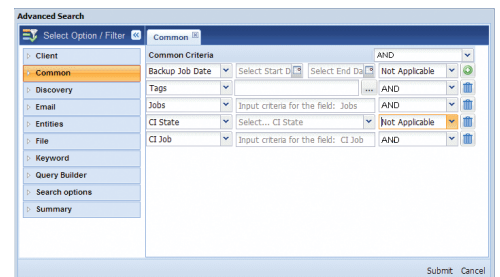 Advanced Search
Select Option / Filter
Client
Common
Discovery
Email
Entities
File
Keyword
Query Builder
Search options
Summary
Common
Common Criteria AND
Backup Job Date Select Start D Select End Da Not Applicable
Tags ... AND
Jobs Input criteria for the field: Jobs AND
CI State Select... CI State Not Applicable
CI Job Input criteria for the field: CI Job AND
Submit Cancel